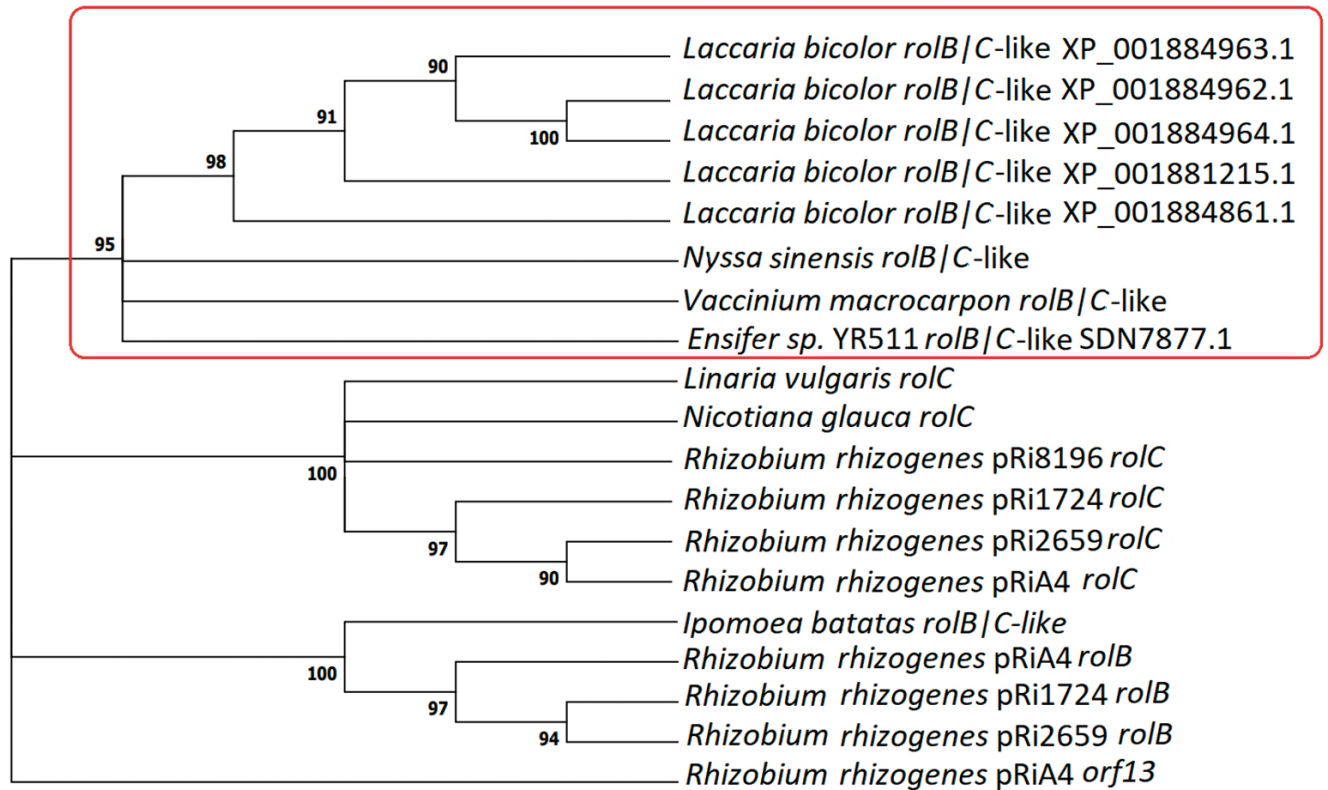 Laccaria bicolor rolB/C-like XP_001884963.1
90
Laccaria bicolor rolB/C-like XP_001884962.1
91
Laccaria bicolor rolB/C-like XP_001884964.1
100
98
Laccaria bicolor rolB/C-like XP_001881215.1
Laccaria bicolor rolB/C-like XP_001884861.1
95
Nyssa sinensis rolB/C-like
Vaccinium macrocarpon rolB/C-like
Ensifer sp. YR511 rolB/C-like SDN7877.1
Linaria vulgaris rolC
Nicotiana glauca rolC
Rhizobium rhizogenes pRi8196 rolC
100
Rhizobium rhizogenes pRi1724 rolC
Rhizobium rhizogenes pRi2659 rolC
97
Rhizobium rhizogenes pRiA4 rolC
90
Ipomoea batatas rolB/C-like
Rhizobium rhizogenes pRiA4 rolB
100
Rhizobium rhizogenes pRi1724 rolB
97
Rhizobium rhizogenes pRi2659 rolB
94
Rhizobium rhizogenes pRiA4 orf13